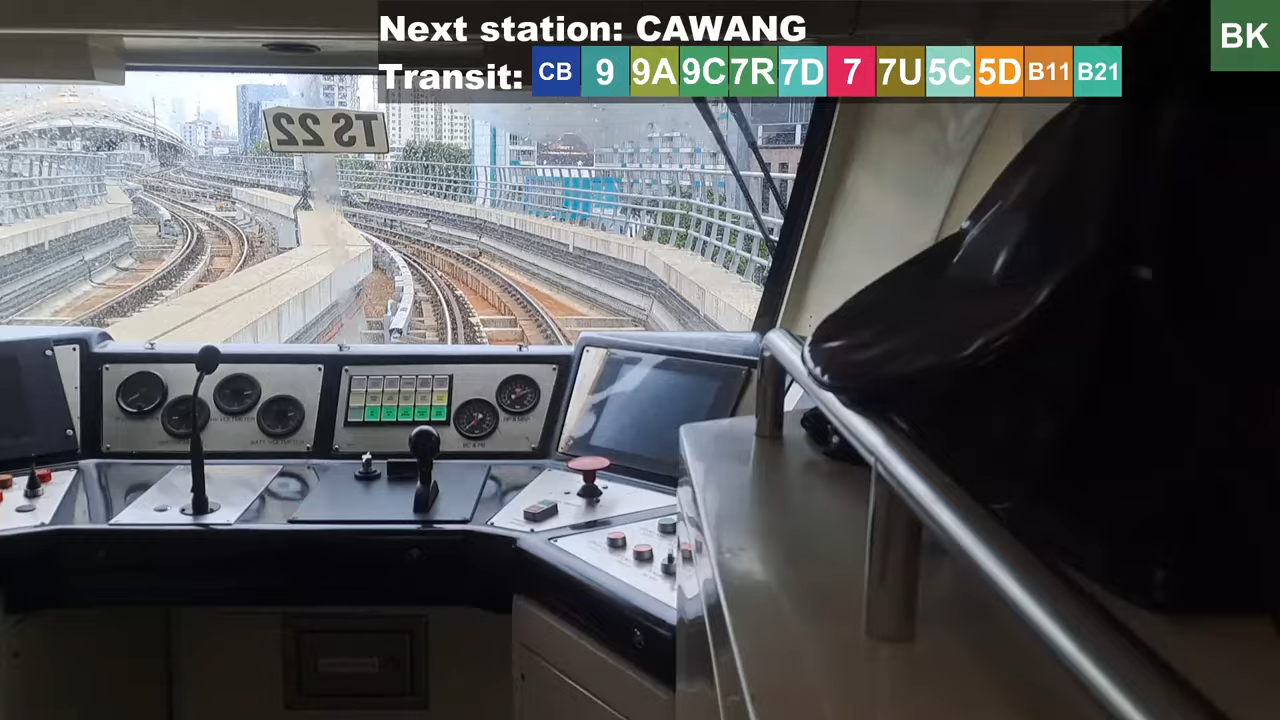 Next station: CAWANG
BK
Transit: CB 9 9A 9C 7R 7D 7 7U 5C 5D B11 B21
TS 22